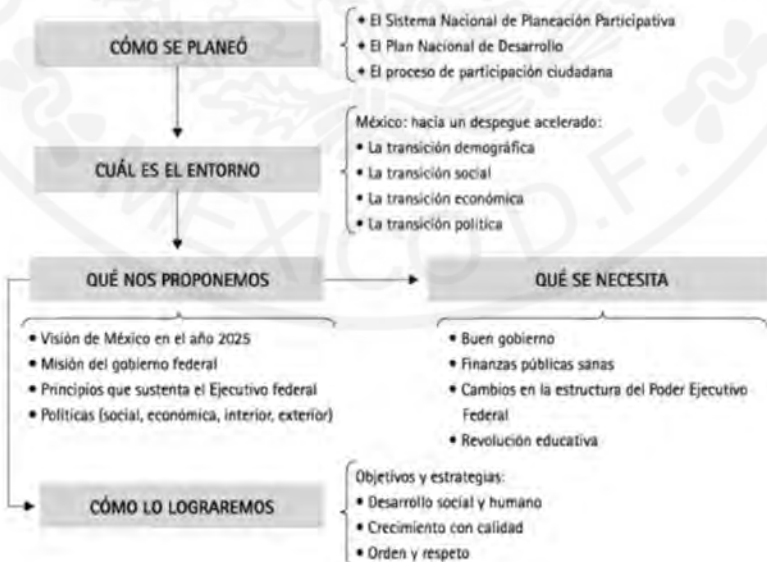 CÓMO SE PLANEÓ
• El Sistema Nacional de Planeación Participativa
• El Plan Nacional de Desarrollo
• El proceso de participación ciudadana
CUÁL ES EL ENTORNO
México: hacia un despegue acelerado:
• La transición demográfica
• La transición social
• La transición económica
• La transición política
QUÉ NOS PROPONEMOS
• Visión de México en el año 2025
• Misión del gobierno federal
• Principios que sustenta el Ejecutivo federal
• Políticas (social, económica, interior, exterior)
QUÉ SE NECESITA
• Buen gobierno
• Finanzas públicas sanas
• Cambios en la estructura del Poder Ejecutivo
Federal
• Revolución educativa
CÓMO LO LOGRAREMOS
Objetivos y estrategias:
• Desarrollo social y humano
• Crecimiento con calidad
• Orden y respeto
MEXICO D.F.